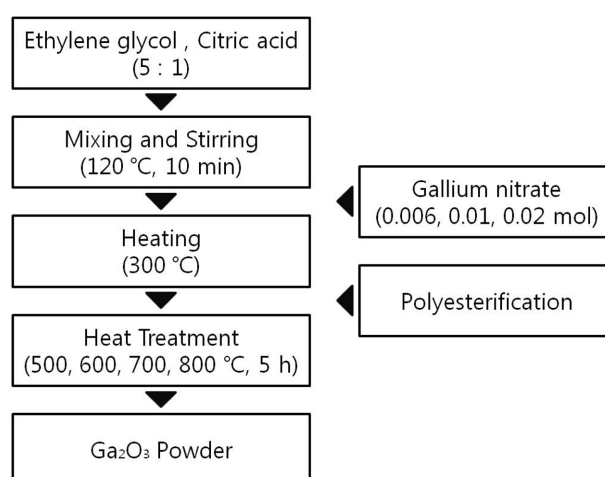 Ethylene glycol , Citric acid
(5 : 1)
Mixing and Stirring
(120 ℃, 10 min)
Gallium nitrate
(0.006, 0.01, 0.02 mol)
Heating
(300 ℃)
Polyesterification
Heat Treatment
(500, 600, 700, 800 ℃, 5 h)
Ga₂O₃ Powder